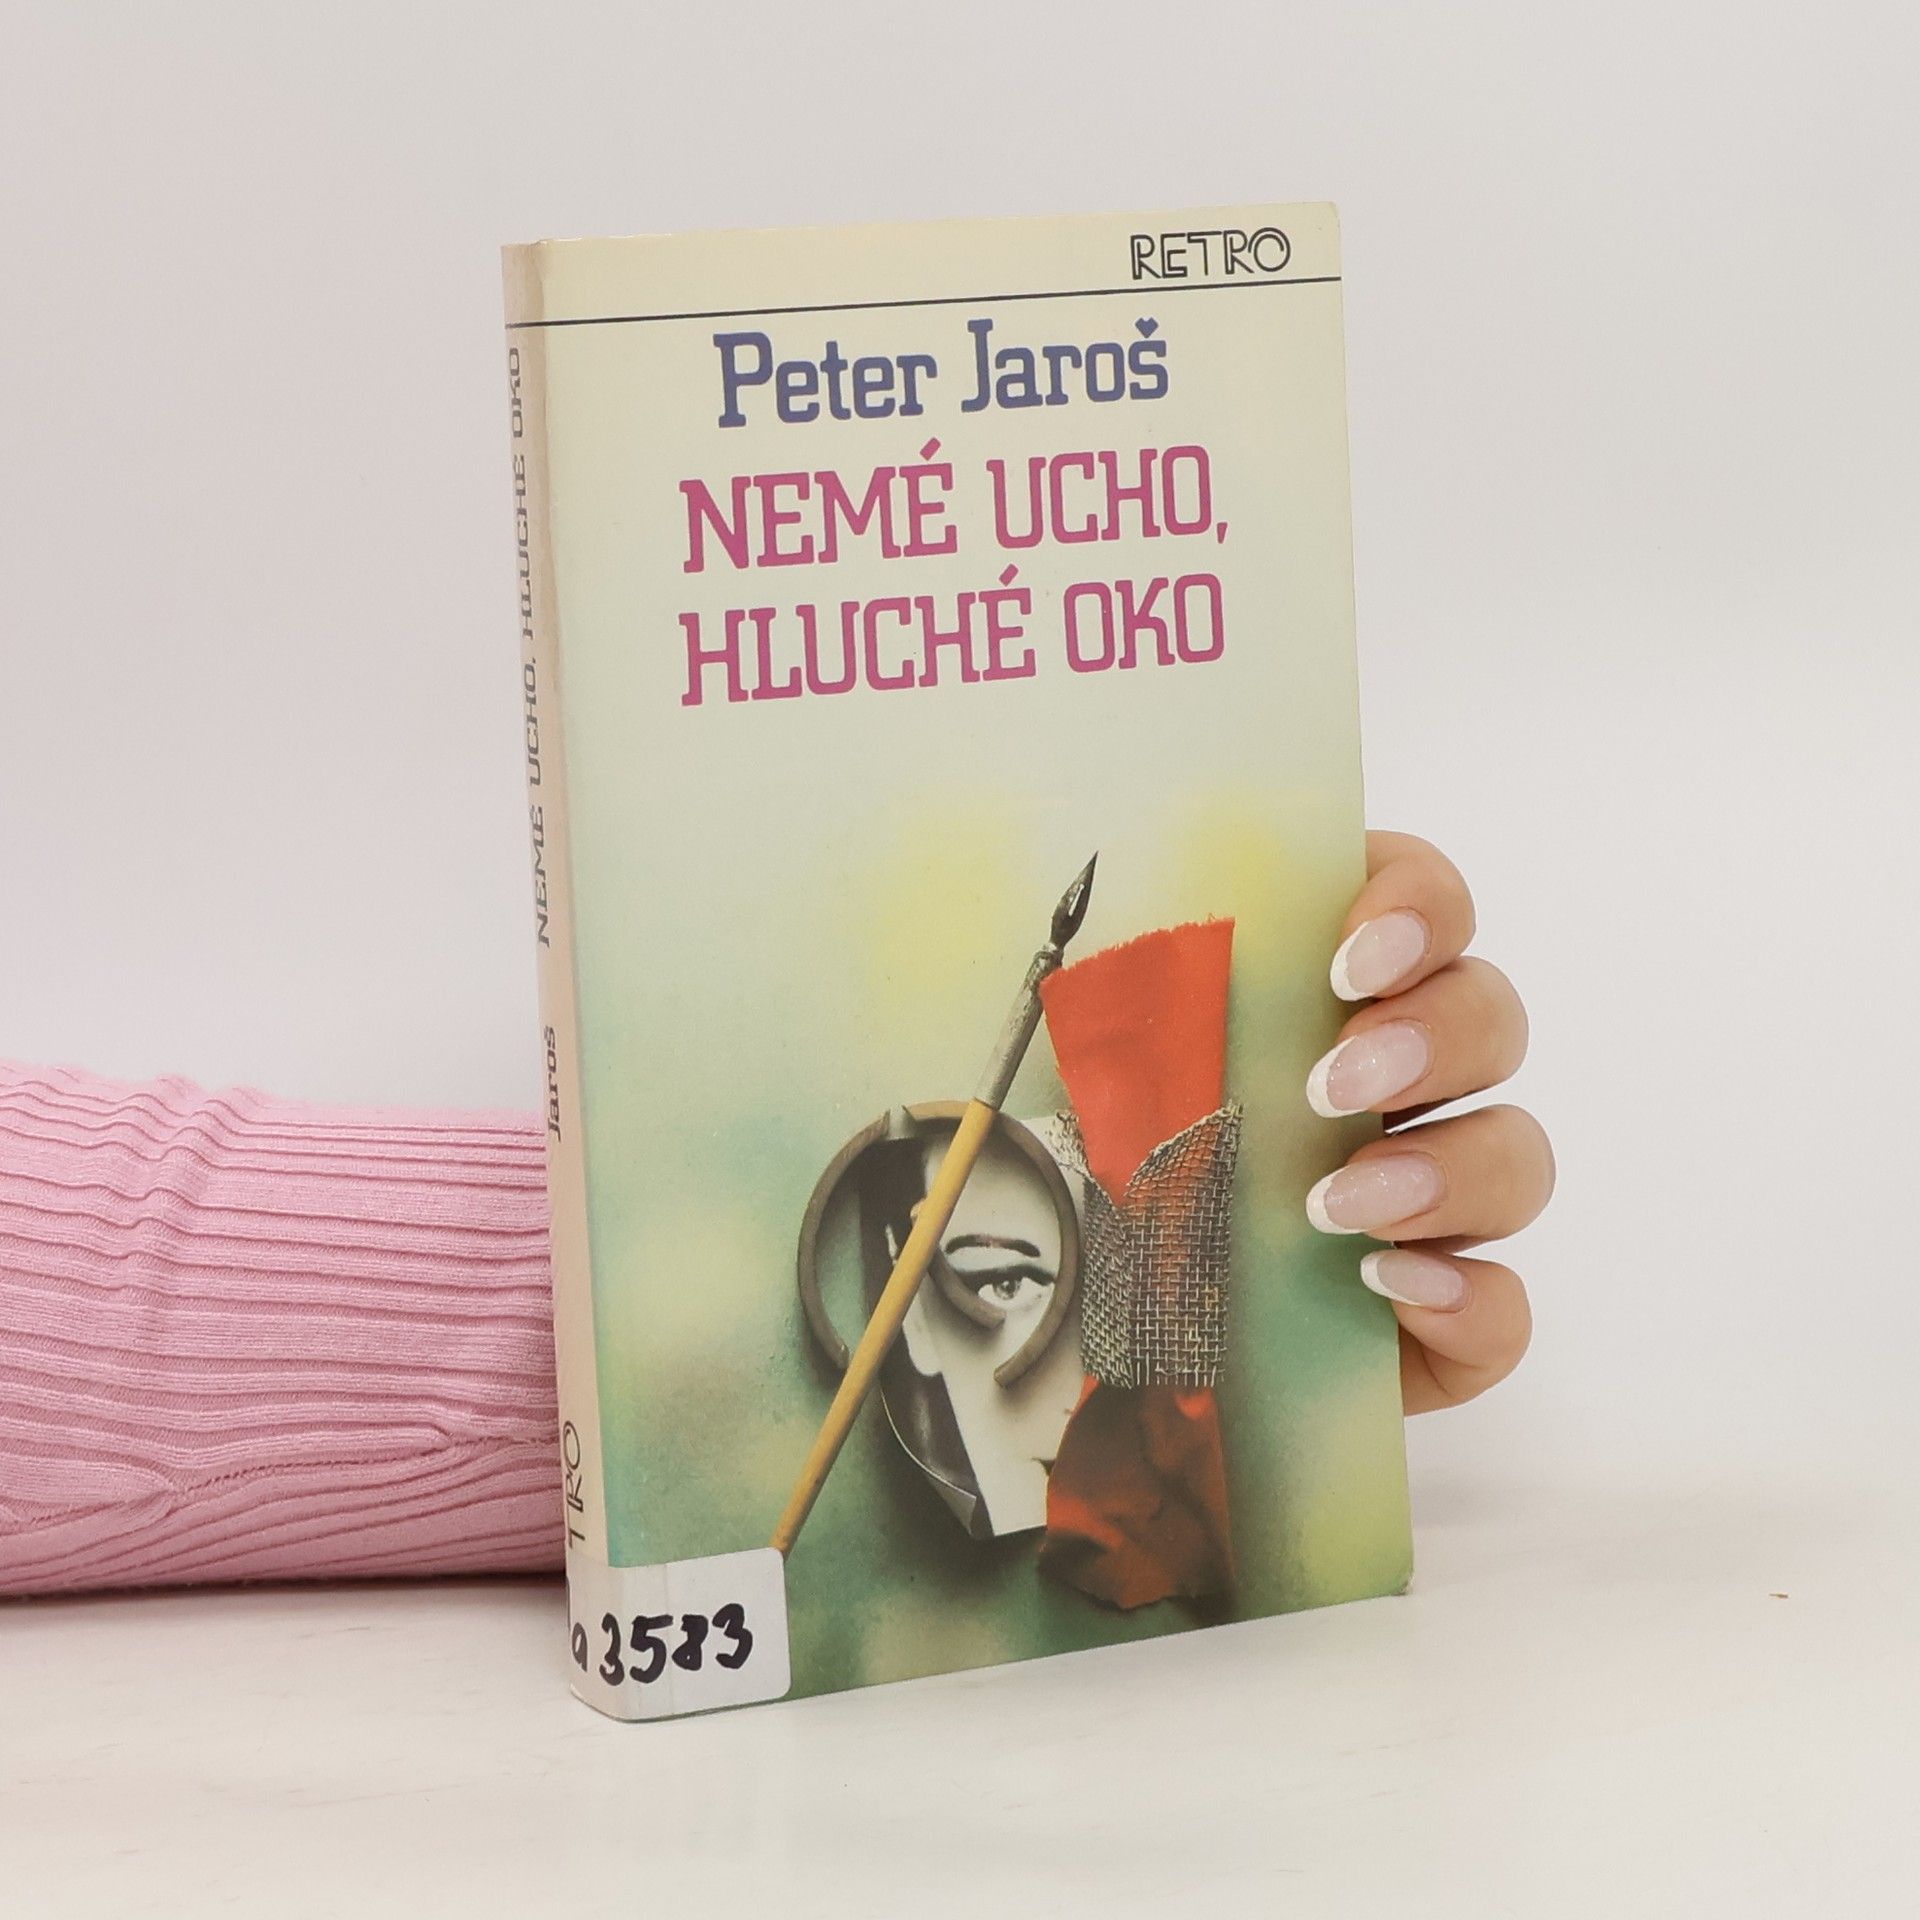 RETRO
Peter Jaroš
NEMÉ UCHO,
HLUCHÉ OKO
Jaroš NEMÉ UCHO, HLUCHÉ OKO
TRO
a 3583